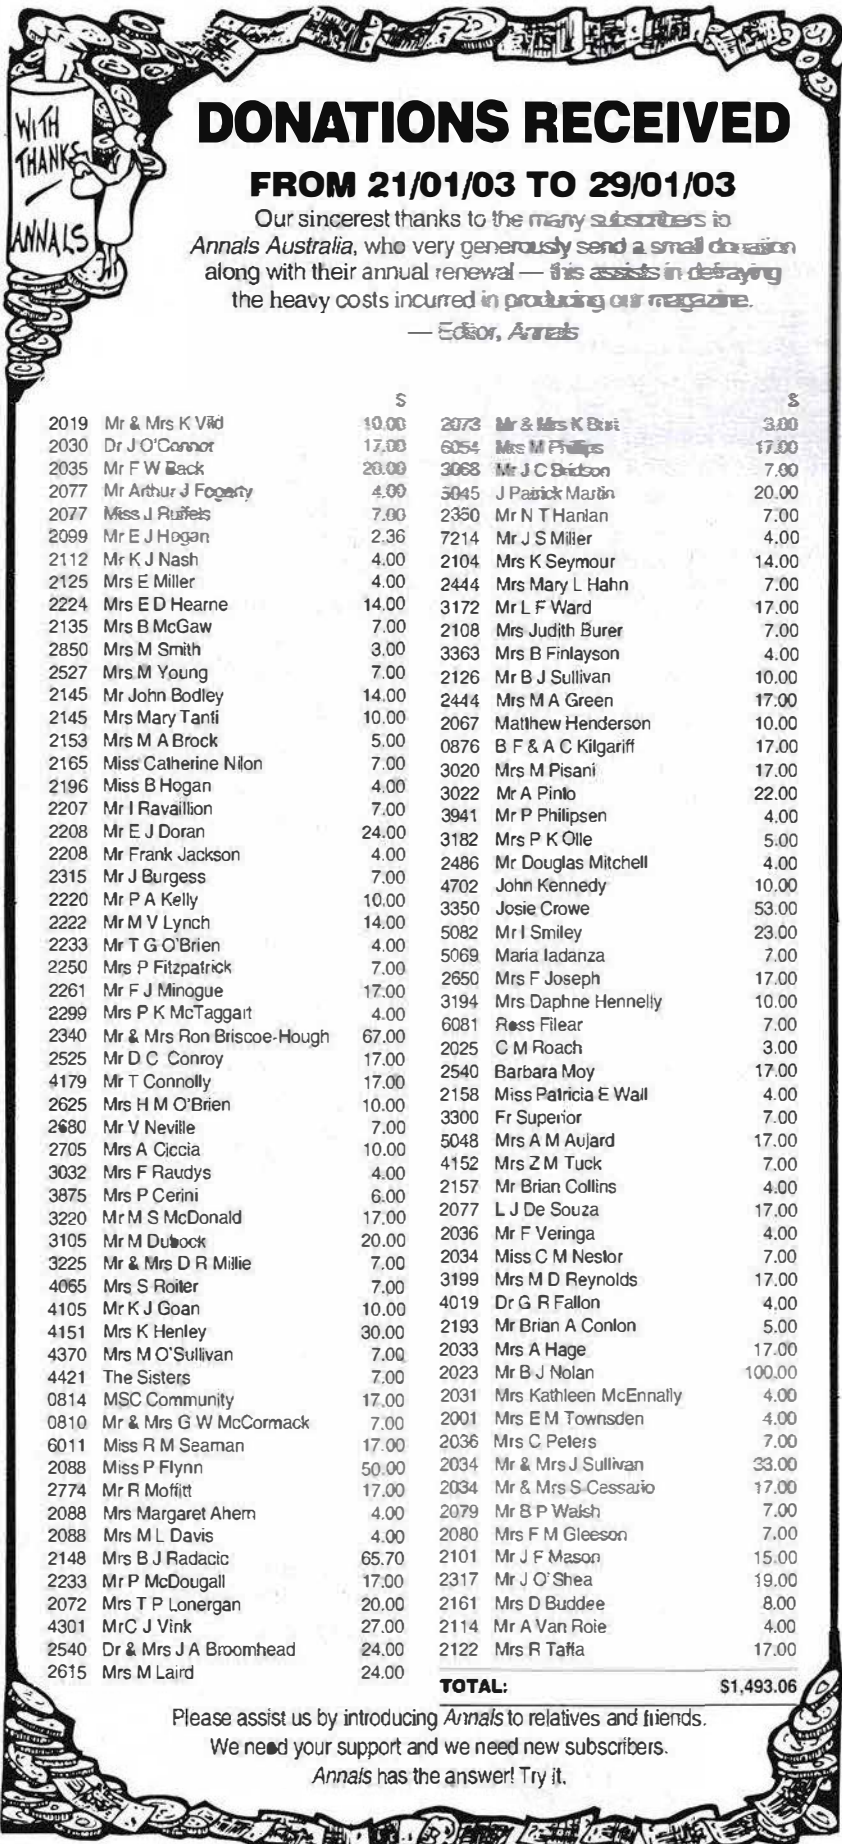 WITH
THANKS
ANNALS
DONATIONS RECEIVED
FROM 21/01/03 TO 29/01/03
Our sincerest thanks to the many subscribers to
Annals Australia, who very generously send a small donation
along with their annual renewal — this assists in defraying
the heavy costs incurred in producing our magazine.
— Editor, Annals
$
2019 Mr & Mrs K Vild 10.00
2030 Dr J O'Connor 17.00
2035 Mr F W Back 20.00
2077 Mr Arthur J Fogerty 4.00
2077 Miss J Ruffels 7.00
2099 Mr E J Hogan 2.36
2112 Mr K J Nash 4.00
2125 Mrs E Miller 4.00
2224 Mrs E D Hearne 14.00
2135 Mrs B McGaw 7.00
2850 Mrs M Smith 3.00
2527 Mrs M Young 7.00
2145 Mr John Bodley 14.00
2145 Mrs Mary Tanti 10.00
2153 Mrs M A Brock 5.00
2165 Miss Catherine Nilon 7.00
2196 Miss B Hogan 4.00
2207 Mr I Ravaillion 7.00
2208 Mr E J Doran 24.00
2208 Mr Frank Jackson 4.00
2315 Mr J Burgess 7.00
2220 Mr P A Kelly 10.00
2222 Mr M V Lynch 14.00
2233 Mr T G O'Brien 4.00
2250 Mrs P Fitzpatrick 7.00
2261 Mr F J Minogue 17.00
2299 Mrs P K McTaggart 4.00
2340 Mr & Mrs Ron Briscoe-Hough 67.00
2525 Mr D C Conroy 17.00
4179 Mr T Connolly 17.00
2625 Mrs H M O'Brien 10.00
2680 Mr V Neville 7.00
2705 Mrs A Ciccia 10.00
3032 Mrs F Raudys 4.00
3875 Mrs P Cerini 6.00
3220 Mr M S McDonald 17.00
3105 Mr M Dubock 20.00
3225 Mr & Mrs D R Millie 7.00
4065 Mrs S Roiter 7.00
4105 Mr K J Goan 10.00
4151 Mrs K Henley 30.00
4370 Mrs M O'Sullivan 7.00
4421 The Sisters 7.00
0814 MSC Community 17.00
0810 Mr & Mrs G W McCormack 7.00
6011 Miss R M Seaman 17.00
2088 Miss P Flynn 50.00
2774 Mr R Moffitt 17.00
2088 Mrs Margaret Ahern 4.00
2088 Mrs M L Davis 4.00
2148 Mrs B J Radacic 65.70
2233 Mr P McDougall 17.00
2072 Mrs T P Lonergan 20.00
4301 Mr C J Vink 27.00
2540 Dr & Mrs J A Broomhead 24.00
2615 Mrs M Laird 24.00
$
2073 Mr & Mrs K 3.00
6054 Mrs M Phillips 17.00
3068 Mr J C 7.00
5045 J Patrick Martin 20.00
2350 Mr N T Hanlan 7.00
7214 Mr J S Miller 4.00
2104 Mrs K Seymour 14.00
2444 Mrs Mary L Hahn 7.00
3172 Mr L F Ward 17.00
2108 Mrs Judith Burer 7.00
3363 Mrs B Finlayson 4.00
2126 Mr B J Sullivan 10.00
2444 Mrs M A Green 17.00
2067 Matthew Henderson 10.00
0876 B F & A C Kilgariff 17.00
3020 Mrs M Pisani 17.00
3022 Mr A Pinto 22.00
3941 Mr P Philipsen 4.00
3182 Mrs P K Olle 5.00
2486 Mr Douglas Mitchell 4.00
4702 John Kennedy 10.00
3350 Josie Crowe 53.00
5082 Mr I Smiley 23.00
5069 Maria Iadanza 7.00
2650 Mrs F Joseph 17.00
3194 Mrs Daphne Hennelly 10.00
6081 Ross Filear 7.00
2025 C M Roach 3.00
2540 Barbara Moy 17.00
2158 Miss Patricia E Wall 4.00
3300 Fr Superior 7.00
5048 Mrs A M Aujard 17.00
4152 Mrs Z M Tuck 7.00
2157 Mr Brian Collins 4.00
2077 L J De Souza 17.00
2036 Mr F Veringa 4.00
2034 Miss C M Nestor 7.00
3199 Mrs M D Reynolds 17.00
4019 Dr G R Fallon 4.00
2193 Mr Brian A Conlon 5.00
2033 Mrs A Hage 17.00
2023 Mr B J Nolan 100.00
2031 Mrs Kathleen McEnnally 4.00
2001 Mrs E M Townsden 4.00
2036 Mrs C Peters 7.00
2034 Mr & Mrs J Sullivan 33.00
2034 Mr & Mrs S Cessario 17.00
2079 Mr B P Walsh 7.00
2080 Mrs F M Gleeson 7.00
2101 Mr J F Mason 15.00
2317 Mr J O'Shea 19.00
2161 Mrs D Buddee 8.00
2114 Mr A Van Roie 4.00
2122 Mrs R Taffa 17.00
TOTAL: $1,493.06
Please assist us by introducing Annals to relatives and friends.
We need your support and we need new subscribers.
Annals has the answer! Try it.